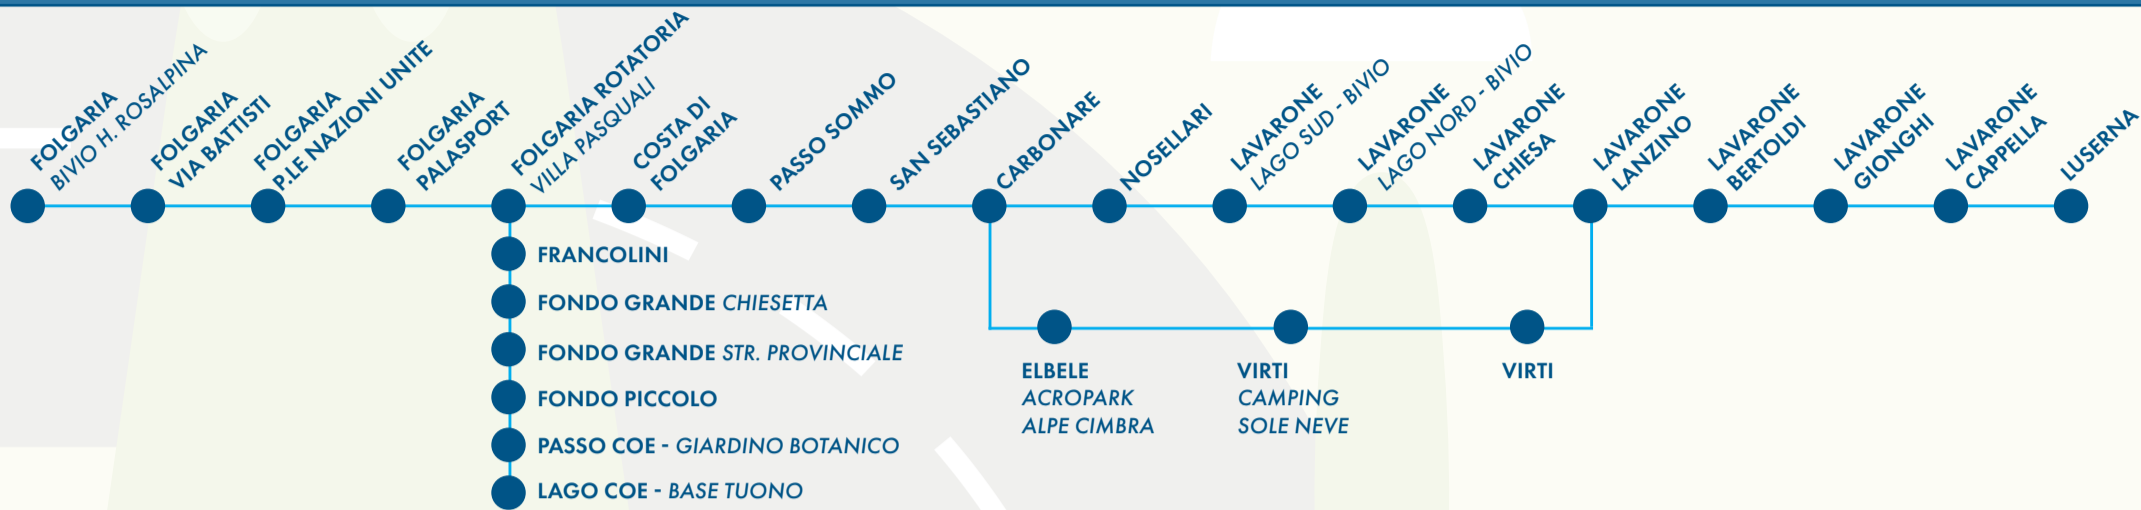 FOLGARIA
BIVIO H. ROSALPINA
FOLGARIA
VIA BATTISTI
FOLGARIA
P.LE NAZIONI UNITE
FOLGARIA
PALASPORT
FOLGARIA ROTATORIA
VILLA PASQUALI
COSTA DI
FOLGARIA
PASSO SOMMO
SAN SEBASTIANO
CARBONARE
NOSELLARI
LAVARONE
LAGO SUD - BIVIO
LAVARONE
LAGO NORD - BIVIO
LAVARONE
CHIESA
LAVARONE
LANZINO
LAVARONE
BERTOLDI
LAVARONE
GIONGHI
LAVARONE
CAPPELLA
LUSERNA
FRANCOLINI
FONDO GRANDE CHIESETTA
FONDO GRANDE STR. PROVINCIALE
FONDO PICCOLO
PASSO COE - GIARDINO BOTANICO
LAGO COE - BASE TUONO
ELBELE
ACROPARK
ALPE CIMBRA
VIRTI
CAMPING
SOLE NEVE
VIRTI